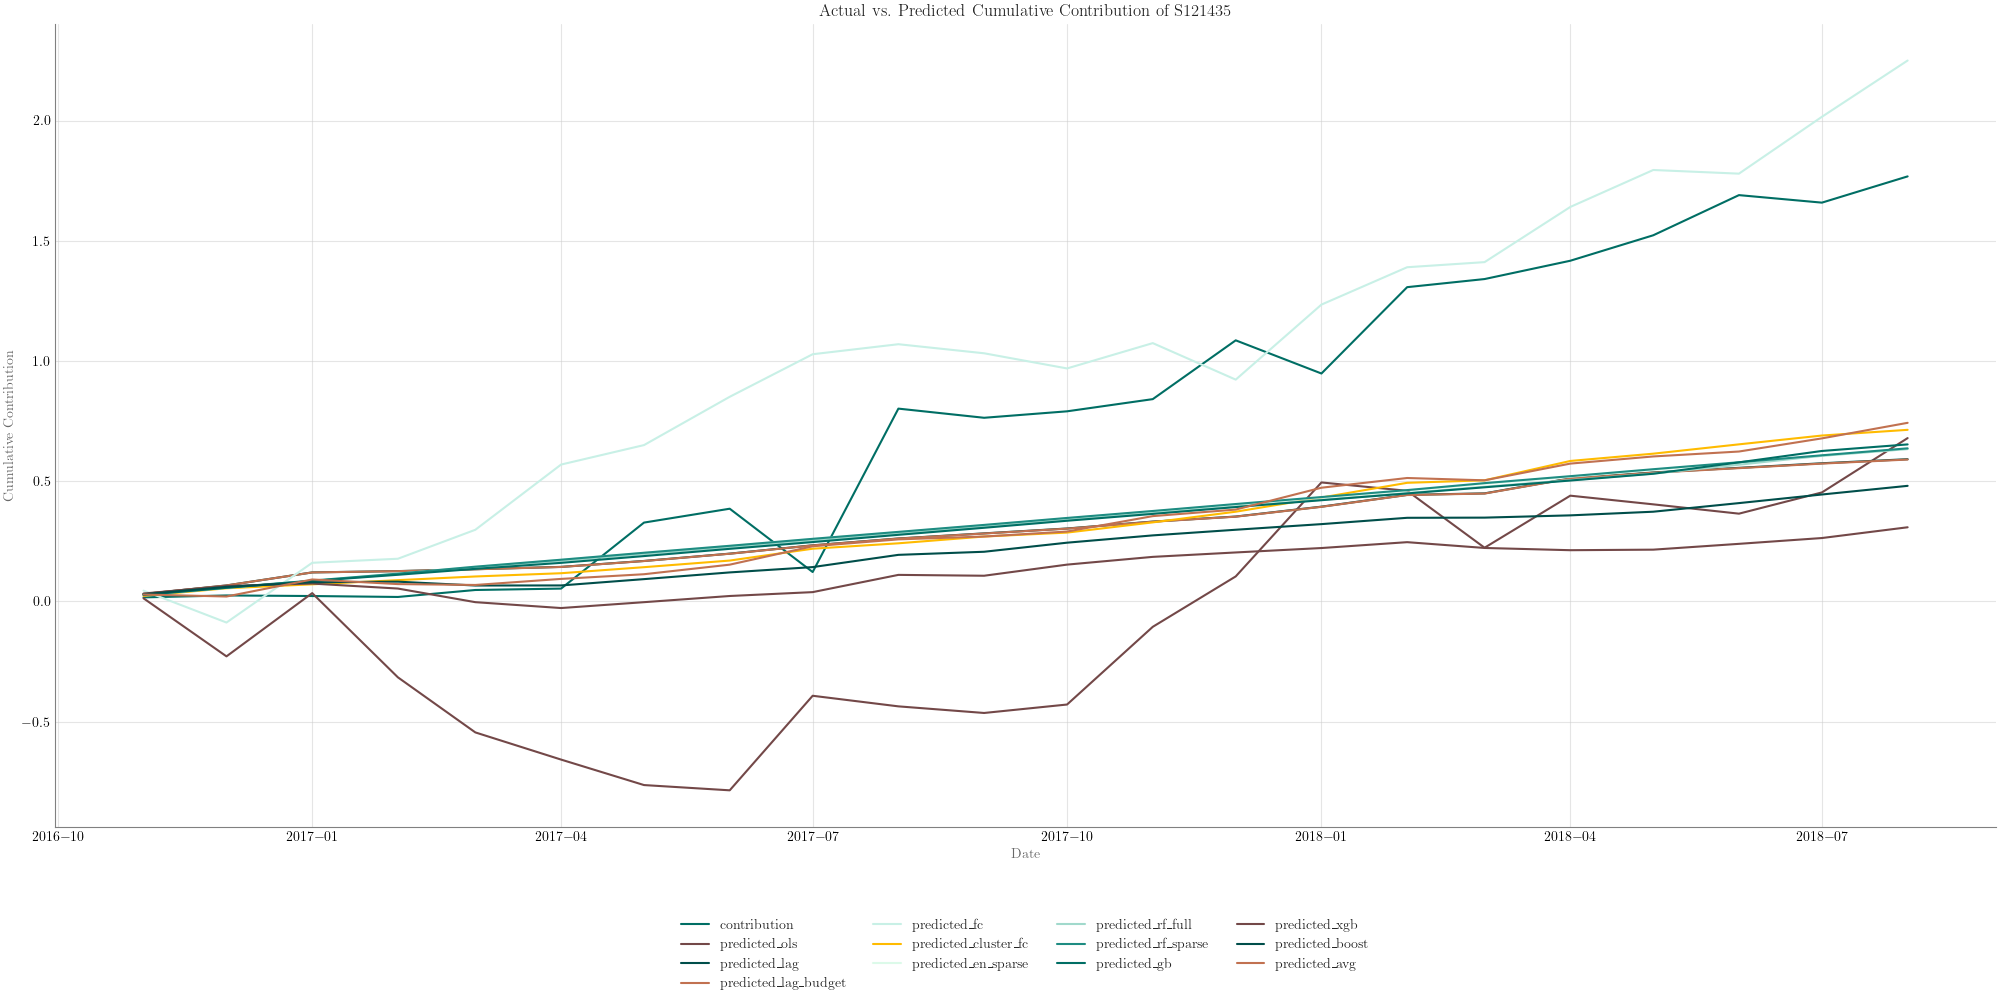 Actual vs. Predicted Cumulative Contribution of S121435
Cumulative Contribution
2.0
1.5
1.0
0.5
0.0
−0.5
2016−10 2017−01 2017−04 2017−07 2017−10 2018−01 2018−04 2018−07
Date
contribution predicted_fc predicted_rf_full predicted_xgb
predicted_ols predicted_cluster_fc predicted_rf_sparse predicted_boost
predicted_lag predicted_en_sparse predicted_gb predicted_avg
predicted_lag_budget